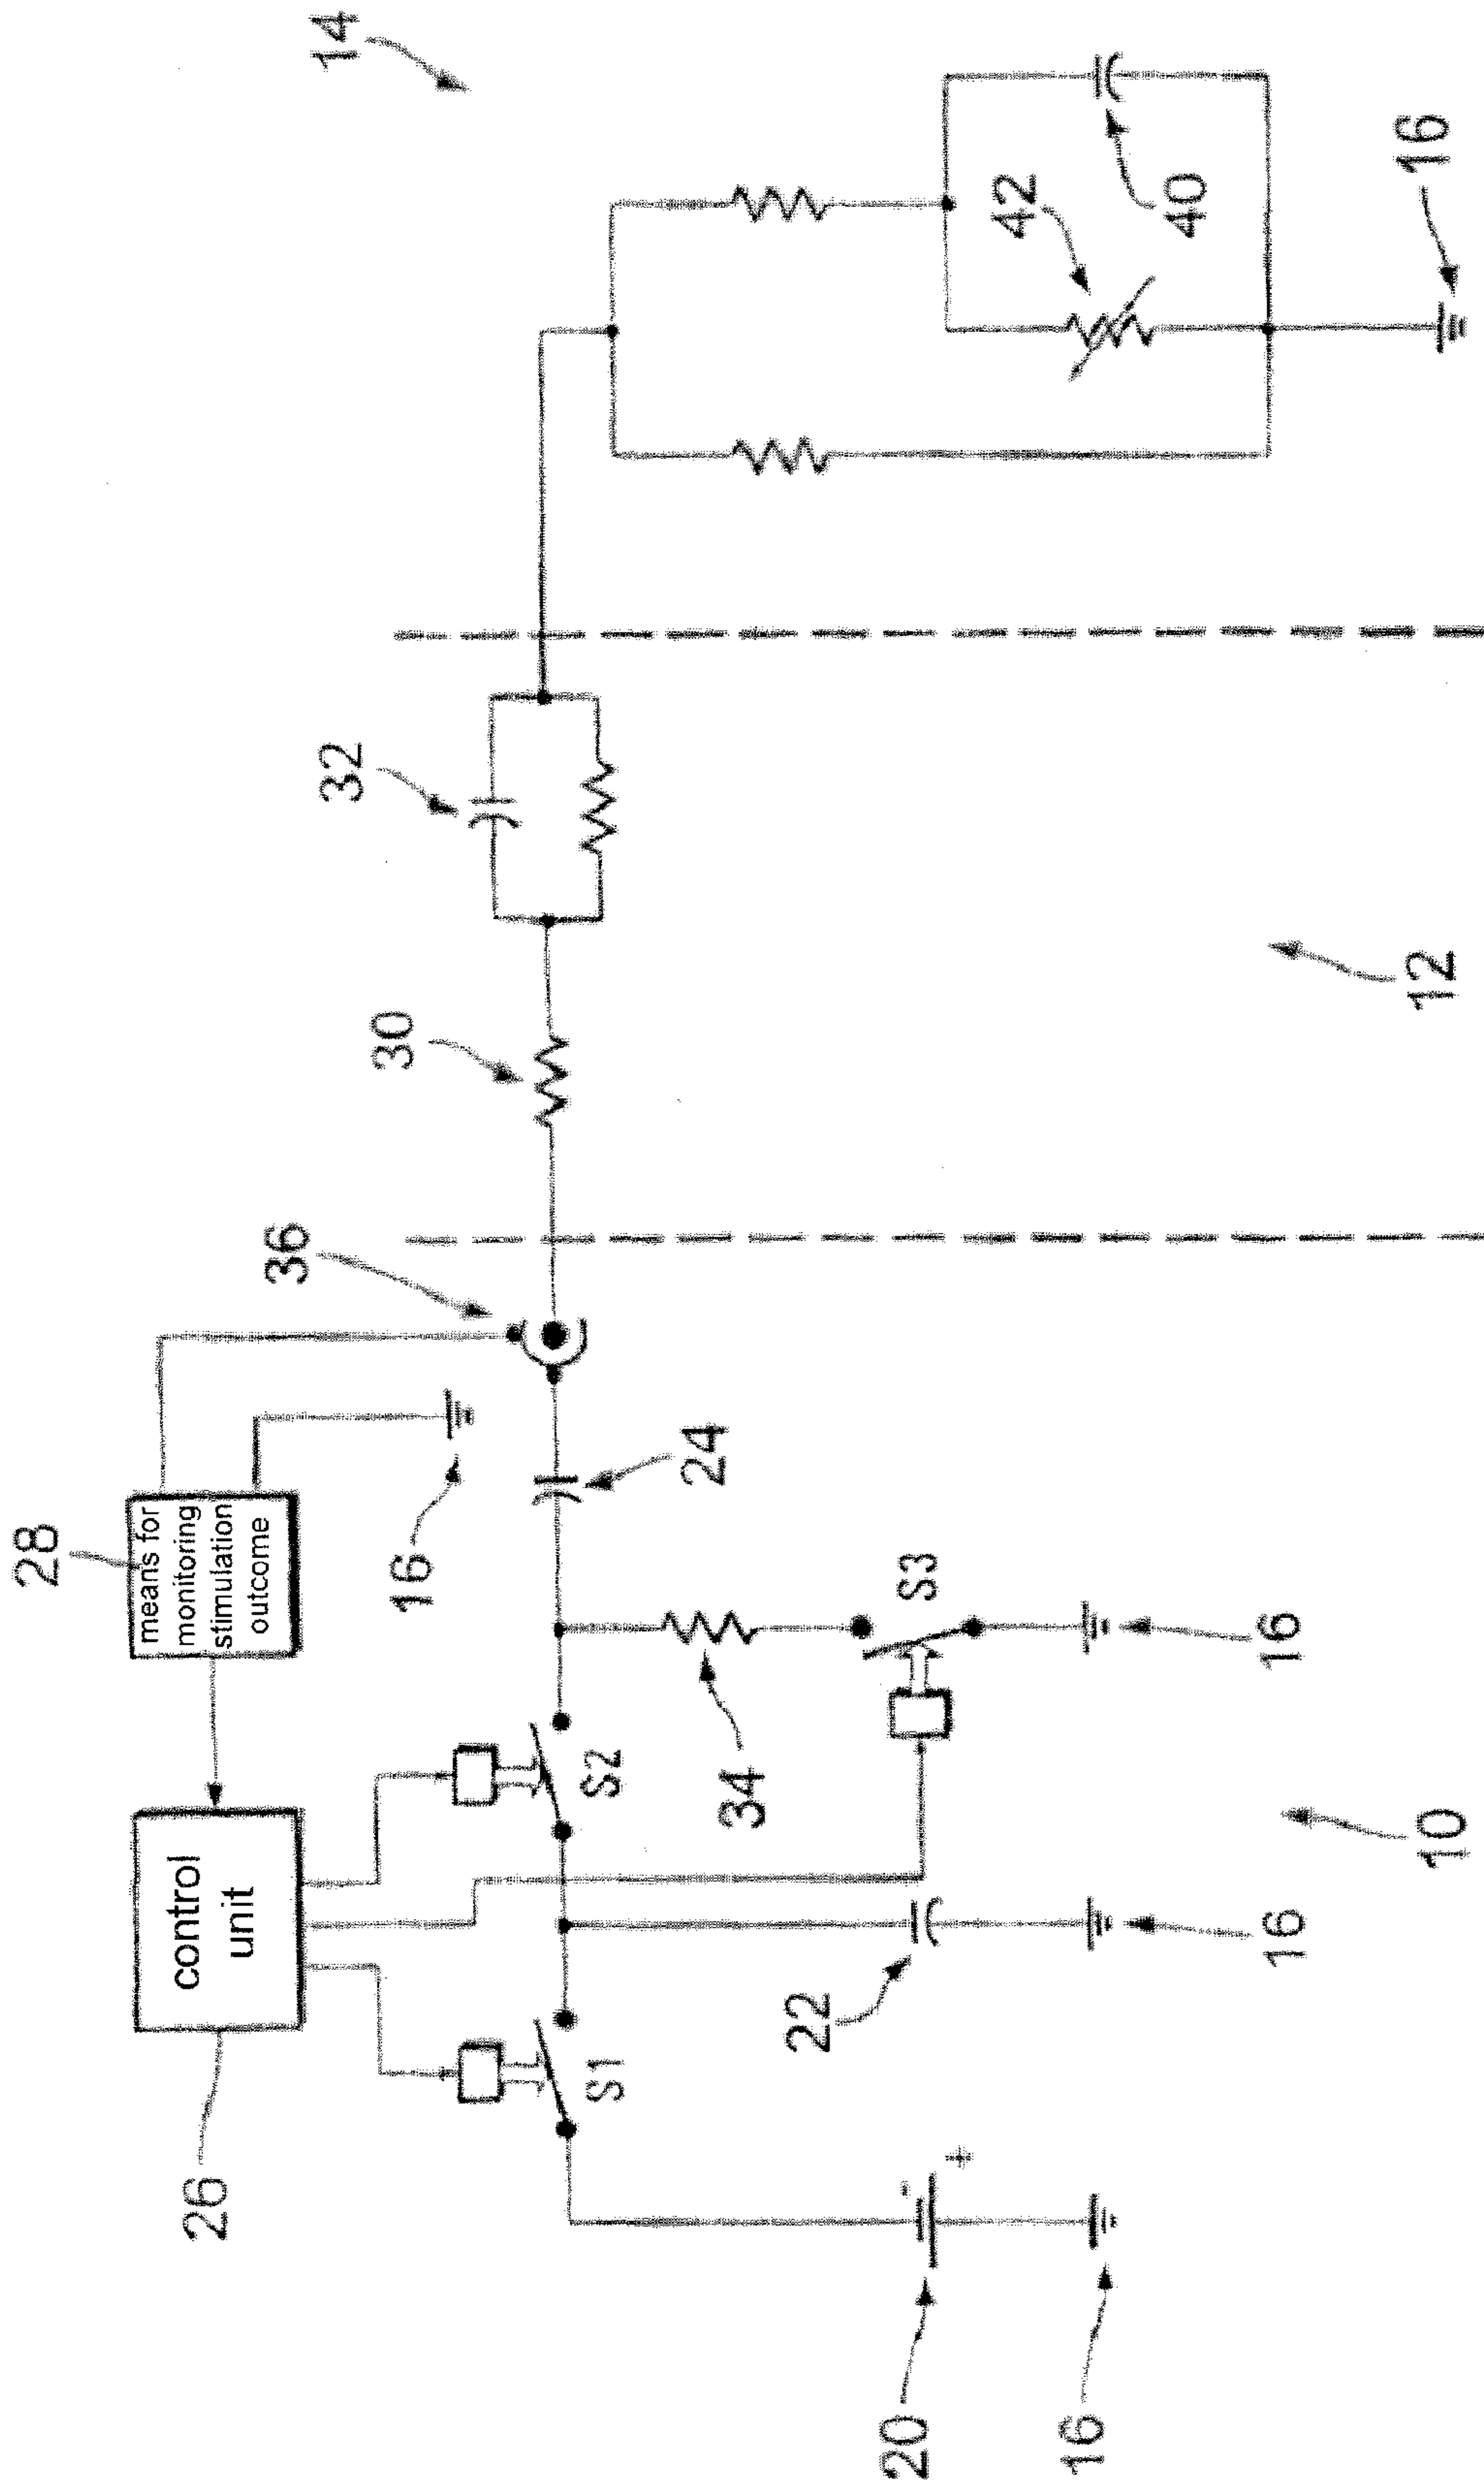 28
means for
monitoring
stimulation
outcome
26
control
unit
36
32
14
30
16
S1
S2
24
S3
42
40
16
22
34
20
-
+
16
16
16
10
12